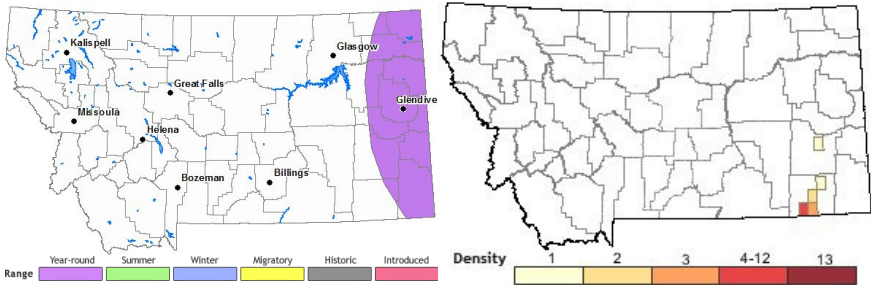 Kalispell
Glasgow
Great Falls
Glendive
Missoula
Helena
Bozeman
Billings
Year-round Summer Winter Migratory Historic Introduced
Range
Density 1 2 3 4-12 13